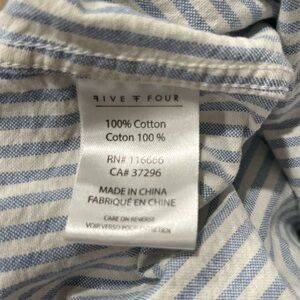 FIVE FOUR
100% Cotton
Coton 100 %
RN# 116666
CA# 37296
MADE IN CHINA
FABRIQUÉ EN CHINE
CARE ON REVERSE
VOIR VERSO POUR ENTRETIEN